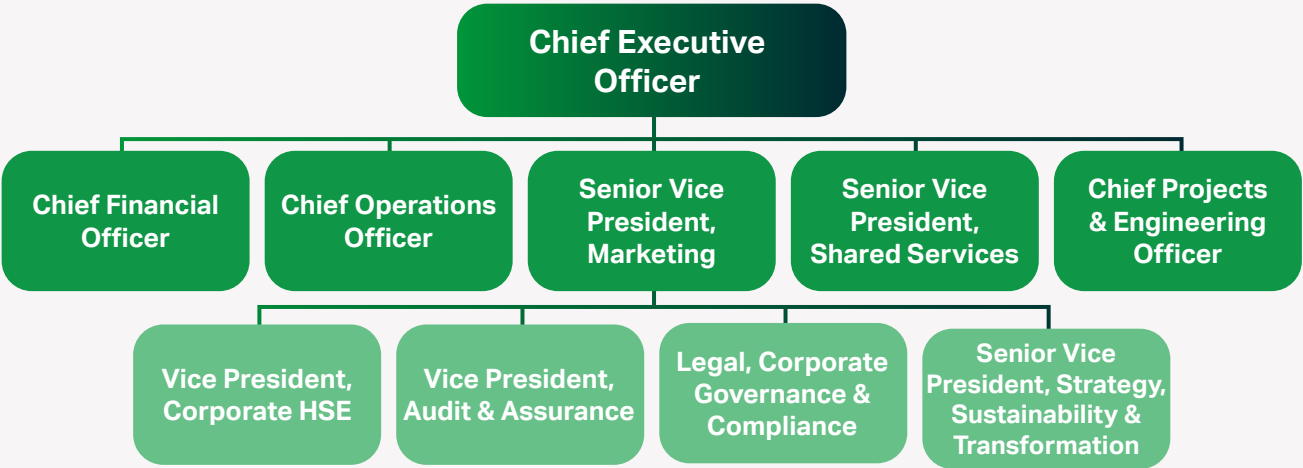 Chief Executive
Officer
Chief Financial
Officer
Chief Operations
Officer
Senior Vice
President,
Marketing
Senior Vice
President,
Shared Services
Chief Projects
& Engineering
Officer
Vice President,
Corporate HSE
Vice President,
Audit & Assurance
Legal, Corporate
Governance &
Compliance
Senior Vice
President, Strategy,
Sustainability &
Transformation